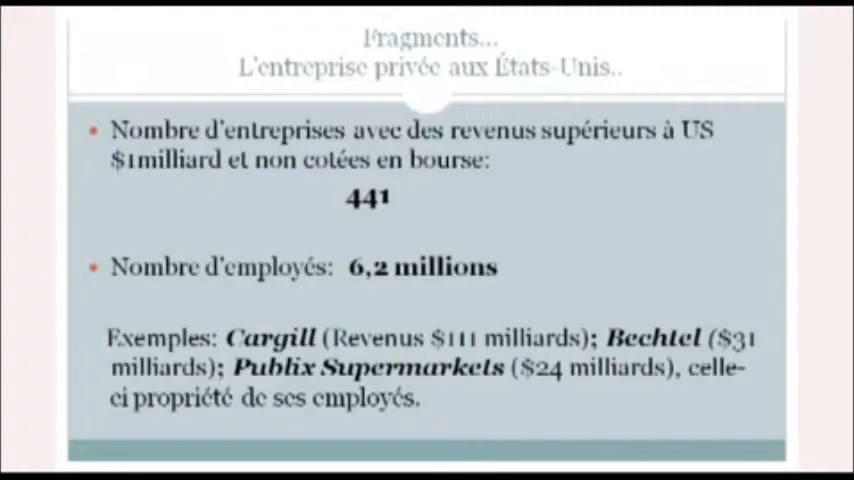 Fragments...
L'entreprise privée aux États-Unis..
• Nombre d'entreprises avec des revenus supérieurs à US
$1milliard et non cotées en bourse:
441
• Nombre d'employés: 6,2 millions
Exemples: Cargill (Revenus $111 milliards); Bechtel ($31
milliards); Publix Supermarkets ($24 milliards), celle-
ci propriété de ses employés.